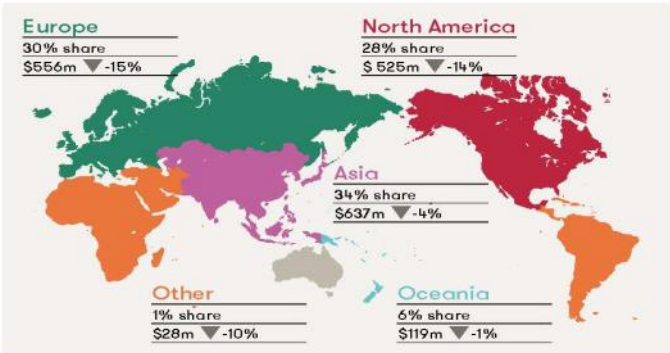 Europe
30% share
$556m ▼-15%
North America
28% share
$ 525m ▼-14%
Asia
34% share
$637m ▼-4%
Other
1% share
$28m ▼-10%
Oceania
6% share
$119m ▼-1%